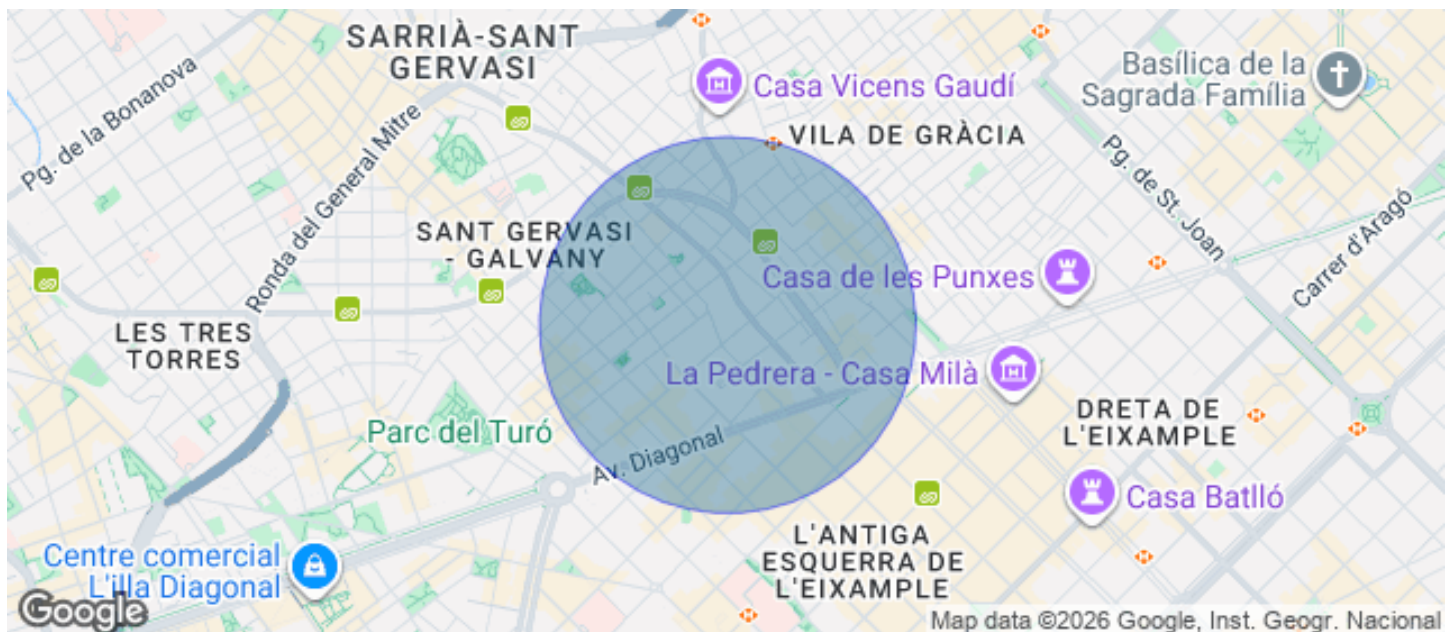 SARRIÀ-SANT
GERVASI
Pg. de la Bonanova
Ronda del General Mitre
Casa Vicens Gaudí
VILA DE GRÀCIA
Basílica de la
Sagrada Família
Pg. de St. Joan
Carrer d'Aragó
SANT GERVASI
- GALVANY
Casa de les Punxes
LES TRES
TORRES
La Pedrera - Casa Milà
Parc del Turó
Av. Diagonal
DRETA DE
L'EIXAMPLE
Casa Batlló
L'ANTIGA
ESQUERRA DE
L'EIXAMPLE
Centre comercial
L'illa Diagonal
Google
Map data ©2026 Google, Inst. Geogr. Nacional